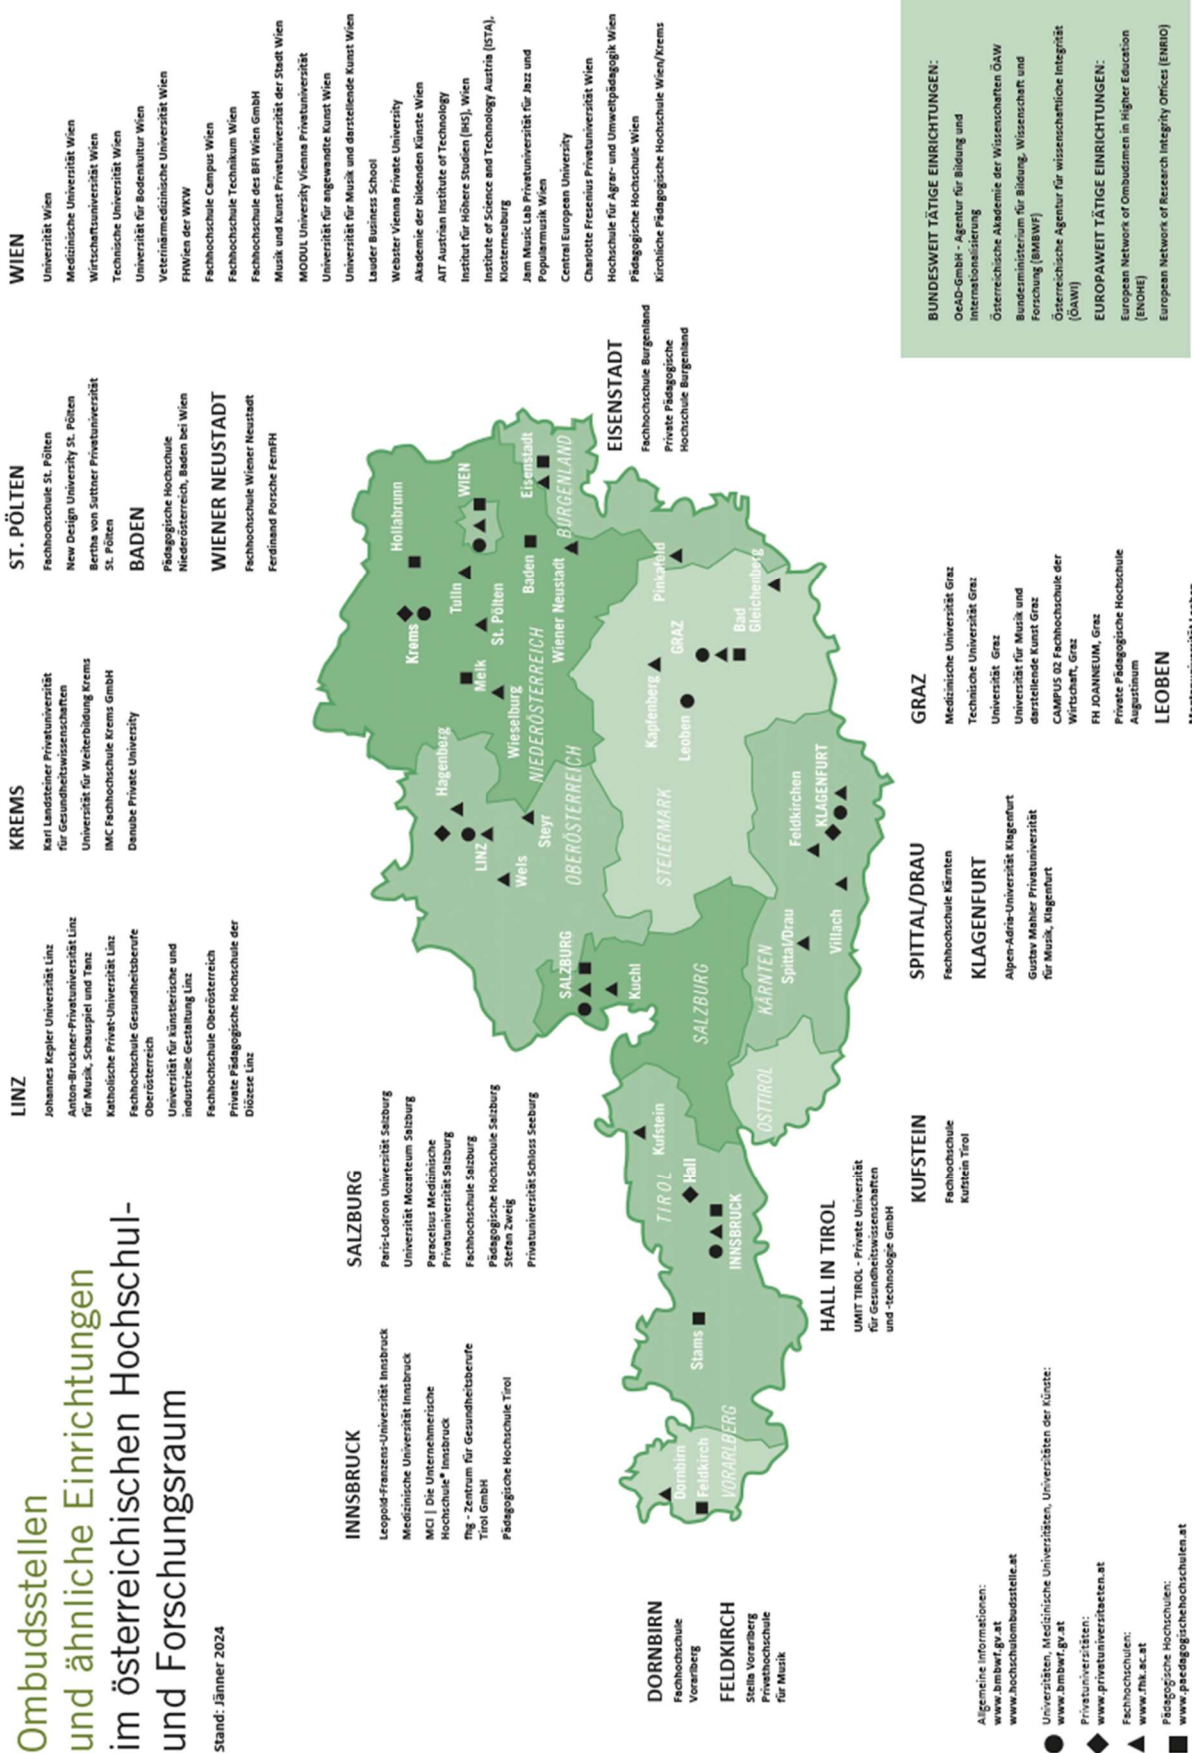 Ombudsstellen
und ähnliche Einrichtungen
im österreichischen Hochschul-
und Forschungsraum
Stand: Jänner 2024
LINZ
Johannes Kepler Universität Linz
Anton-Bruckner-Privatuniversität Linz
für Musik, Schauspiel und Tanz
Katholische Privat-Universität Linz
Fachhochschule Gesundheitsberufe
Oberösterreich
Universität für künstlerische und
industrielle Gestaltung Linz
Fachhochschule Oberösterreich
Private Pädagogische Hochschule der
Diözese Linz
KREMS
Karl Landsteiner Privatuniversität
für Gesundheitswissenschaften
Universität für Weiterbildung Krems
IMC Fachhochschule Krems GmbH
Danube Private University
ST. PÖLTEN
Fachhochschule St. Pölten
New Design University St. Pölten
Bertha von Suttner Privatuniversität
St. Pölten
BADEN
Pädagogische Hochschule
Niederösterreich, Baden bei Wien
WIENER NEUSTADT
Fachhochschule Wiener Neustadt
Ferdinand Porsche FernFH
WIEN
Universität Wien
Medizinische Universität Wien
Wirtschaftsuniversität Wien
Technische Universität Wien
Universität für Bodenkultur Wien
Veterinärmedizinische Universität Wien
FHWien der WKW
Fachhochschule Campus Wien
Fachhochschule Technikum Wien
Fachhochschule des BFI Wien GmbH
Musik und Kunst Privatuniversität der Stadt Wien
MODUL University Vienna Privatuniversität
Universität für angewandte Kunst Wien
Universität für Musik und darstellende Kunst Wien
Lauder Business School
Webster Vienna Private University
Akademie der bildenden Künste Wien
AIT Austrian Institute of Technology
Institut für Höhere Studien (IHS), Wien
Institute of Science and Technology Austria (ISTA),
Klosterneuburg
Jam Music Lab Privatuniversität für Jazz und
Popularmusik Wien
Central European University
Charlotte Fresenius Privatuniversität Wien
Hochschule für Agrar- und Umweltpädagogik Wien
Pädagogische Hochschule Wien
Kirchliche Pädagogische Hochschule Wien/Krems
INNSBRUCK
Leopold-Franzens-Universität Innsbruck
Medizinische Universität Innsbruck
MCI | Die Unternehmerische
Hochschule® Innsbruck
fhg - Zentrum für Gesundheitsberufe
Tirol GmbH
Pädagogische Hochschule Tirol
SALZBURG
Paris-Lodron Universität Salzburg
Universität Mozarteum Salzburg
Paracelsus Medizinische
Privatuniversität Salzburg
Fachhochschule Salzburg
Pädagogische Hochschule Salzburg
Stefan Zweig
Privatuniversität Schloss Seeburg
Hollabrunn
Krems
WIEN
Tulln
St. Pölten
Melk
Wieselburg
NIEDERÖSTERREICH
Baden
Wiener Neustadt
Eisenstadt
BURGENLAND
Hagenberg
LINZ
Wels
Steyr
OBERÖSTERREICH
SALZBURG
Kuchl
SALZBURG
Pinkafeld
GRAZ
Bad
Gleichenberg
Kapfenberg
Leoben
STEIERMARK
Feldkirchen
KLAGENFURT
Villach
Spittal/Drau
KÄRNTEN
OSTTIROL
Kufstein
TIROL
Hall
INNSBRUCK
Stams
VORARLBERG
Dornbirn
Feldkirch
EISENSTADT
Fachhochschule Burgenland
Private Pädagogische
Hochschule Burgenland
DORNBIRN
Fachhochschule
Vorarlberg
FELDKIRCH
Stella Vorarlberg
Privathochschule
für Musik
HALL IN TIROL
UMIT TIROL - Private Universität
für Gesundheitswissenschaften
und -technologie GmbH
KUFSTEIN
Fachhochschule
Kufstein Tirol
SPITTAL/DRAU
Fachhochschule Kärnten
KLAGENFURT
Alpen-Adria-Universität Klagenfurt
Gustav Mahler Privatuniversität
für Musik, Klagenfurt
GRAZ
Medizinische Universität Graz
Technische Universität Graz
Universität Graz
Universität für Musik und
darstellende Kunst Graz
CAMPUS 02 Fachhochschule der
Wirtschaft, Graz
FH JOANNEUM, Graz
Private Pädagogische Hochschule
Augustinum
LEOBEN
BUNDESWEIT TÄTIGE EINRICHTUNGEN:
OeAD-GmbH - Agentur für Bildung und
Internationalisierung
Österreichische Akademie der Wissenschaften ÖAW
Bundesministerium für Bildung, Wissenschaft und
Forschung (BMBWF)
Österreichische Agentur für wissenschaftliche Integrität
(ÖAWI)
EUROPAWEIT TÄTIGE EINRICHTUNGEN:
European Network of Ombudsmen in Higher Education
(ENOHE)
European Network of Research Integrity Offices (ENRIO)
Allgemeine Informationen:
www.bmbwf.gv.at
www.hochschulombudsstelle.at
Universitäten, Medizinische Universitäten, Universitäten der Künste:
www.bmbwf.gv.at
Privatuniversitäten:
www.privatuniversitaeten.at
Fachhochschulen:
www.fhk.ac.at
Pädagogische Hochschulen:
www.paedagogischehochschulen.at